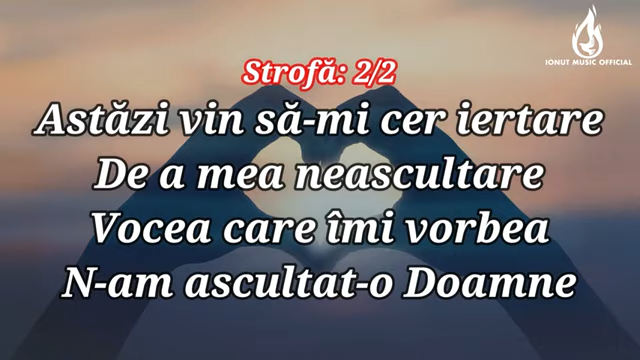 IONUT MUSIC OFFICIAL
Strofă: 2/2
Astăzi vin să-mi cer iertare
De a mea neascultare
Vocea care îmi vorbea
N-am ascultat-o Doamne